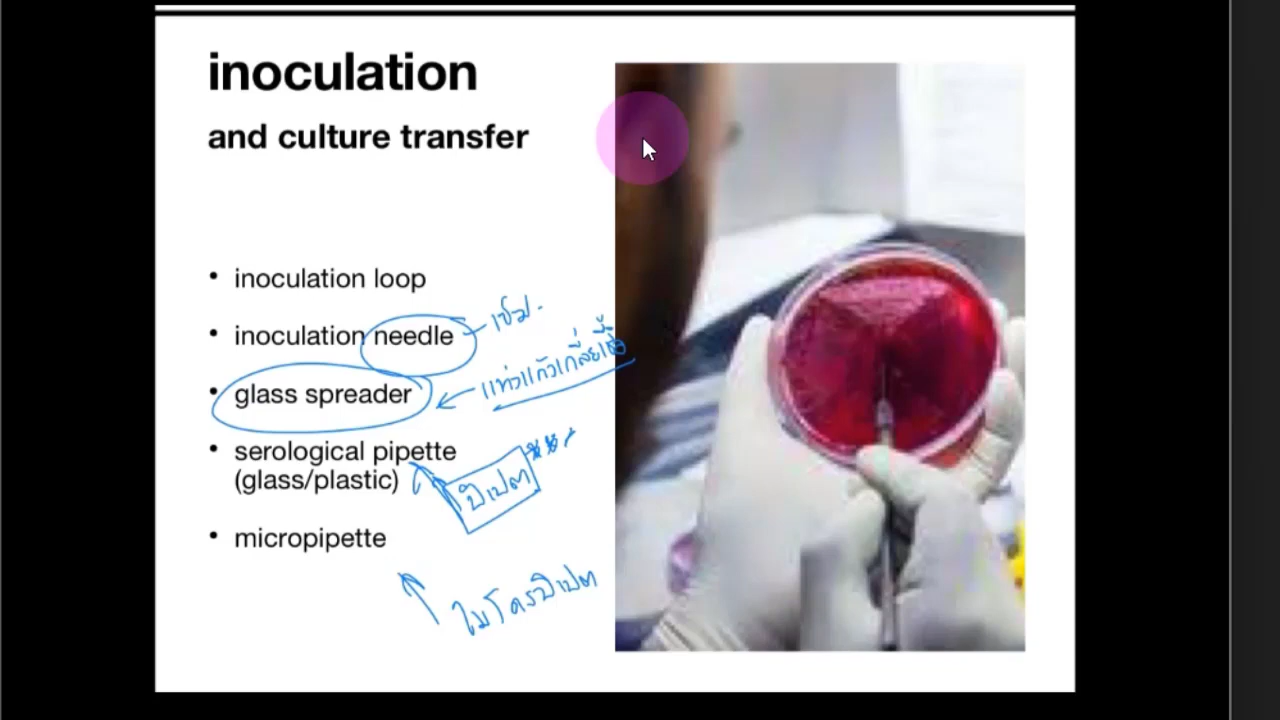 inoculation
and culture transfer
• inoculation loop
• inoculation needle
เข็ม
• glass spreader
แท่งแก้วเกลี่ยเชื้อ
• serological pipette
(glass/plastic)
ปิเปต
• micropipette
ไมโครปิเปต